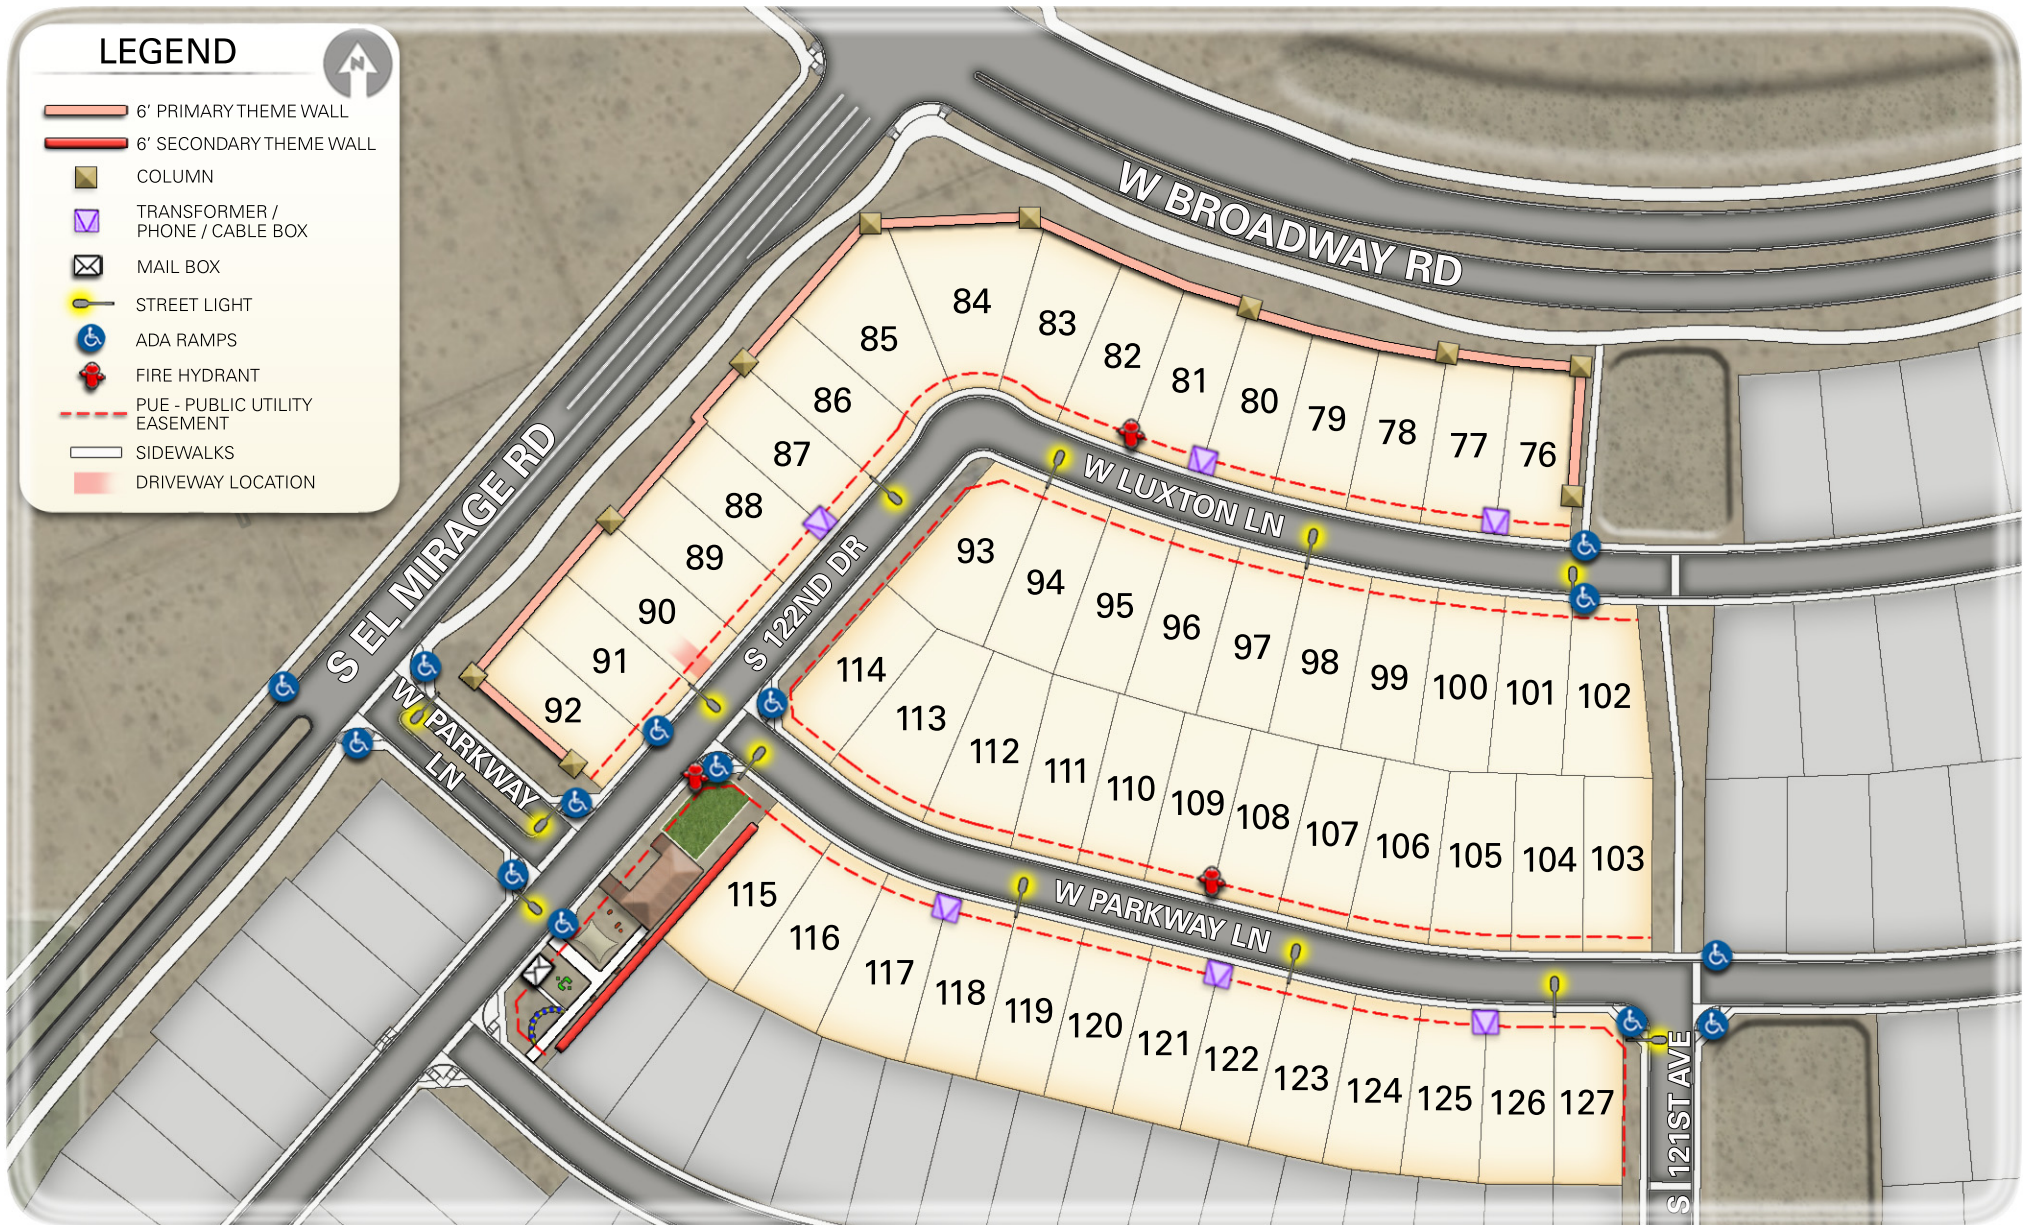 LEGEND
N
6' PRIMARY THEME WALL
6' SECONDARY THEME WALL
COLUMN
TRANSFORMER /
PHONE / CABLE BOX
MAIL BOX
STREET LIGHT
ADA RAMPS
FIRE HYDRANT
PUE - PUBLIC UTILITY
EASEMENT
SIDEWALKS
DRIVEWAY LOCATION
W BROADWAY RD
S EL MIRAGE RD
W PARKWAY
LN
S 122ND DR
W LUXTON LN
W PARKWAY LN
S 121ST AVE
S
76
77
78
79
80
81
82
83
84
85
86
87
88
89
90
91
92
93
94
95
96
97
98
99
100
101
102
103
104
105
106
107
108
109
110
111
112
113
114
115
116
117
118
119
120
121
122
123
124
125
126
127